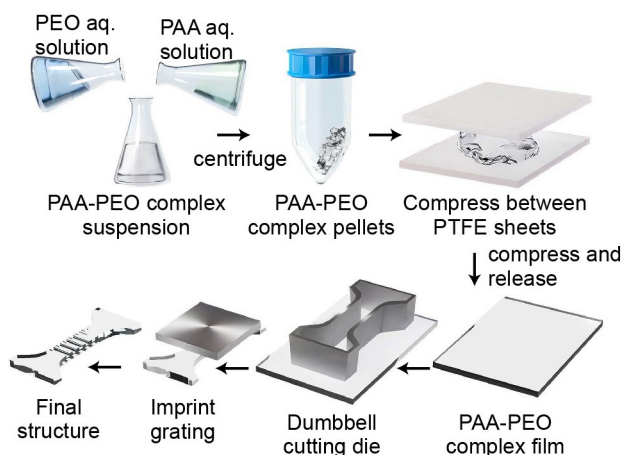 PEO aq.
solution
PAA aq.
solution
centrifuge
PAA-PEO complex
suspension
PAA-PEO
complex pellets
Compress between
PTFE sheets
compress and
release
PAA-PEO
complex film
Dumbbell
cutting die
Imprint
grating
Final
structure